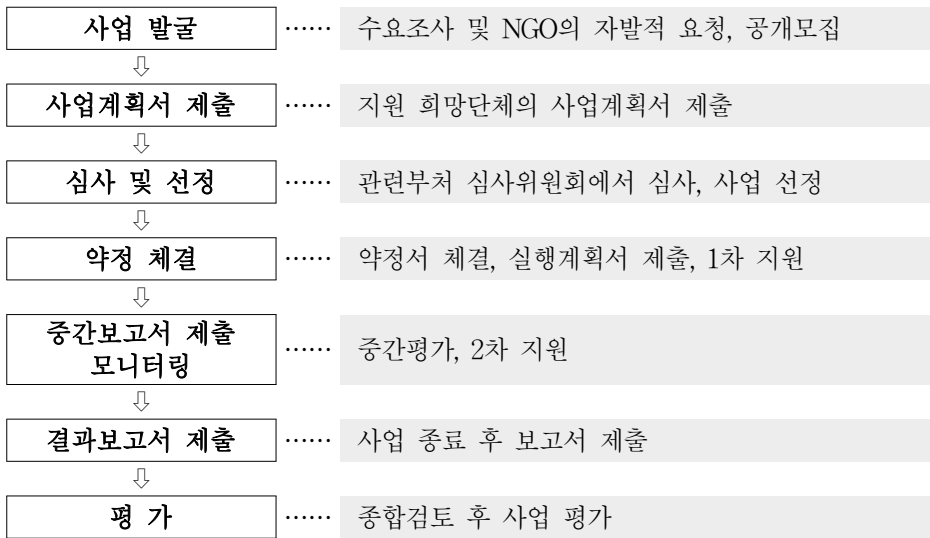 사업 발굴 …… 수요조사 및 NGO의 자발적 요청, 공개모집
⇩
사업계획서 제출 …… 지원 희망단체의 사업계획서 제출
⇩
심사 및 선정 …… 관련부처 심사위원회에서 심사, 사업 선정
⇩
약정 체결 …… 약정서 체결, 실행계획서 제출, 1차 지원
⇩
중간보고서 제출
모니터링 …… 중간평가, 2차 지원
⇩
결과보고서 제출 …… 사업 종료 후 보고서 제출
⇩
평 가 …… 종합검토 후 사업 평가